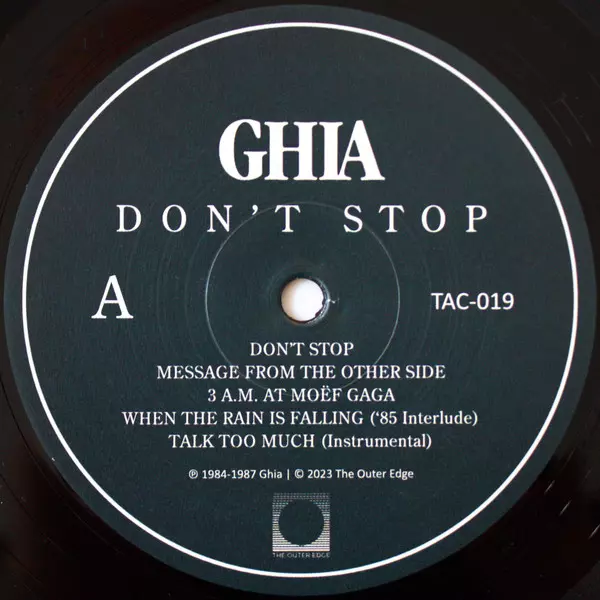 GHIA
DON'T STOP
A
TAC-019
DON'T STOP
MESSAGE FROM THE OTHER SIDE
3 A.M. AT MOËF GAGA
WHEN THE RAIN IS FALLING (‘85 Interlude)
TALK TOO MUCH (Instrumental)
℗ 1984-1987 Ghia | © 2023 The Outer Edge
THE OUTER EDGE